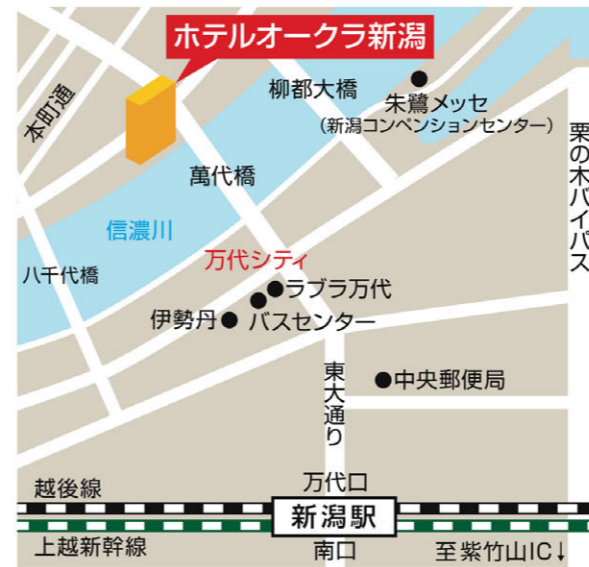 ホテルオークラ新潟
本町通
柳都大橋
朱鷺メッセ
(新潟コンペンションセンター)
萬代橋
栗の木バイパス
信濃川
万代シティ
八千代橋
ラブラ万代
伊勢丹
バスセンター
東大通り
中央郵便局
越後線
万代口
新潟駅
上越新幹線
南口
至紫竹山IC↓